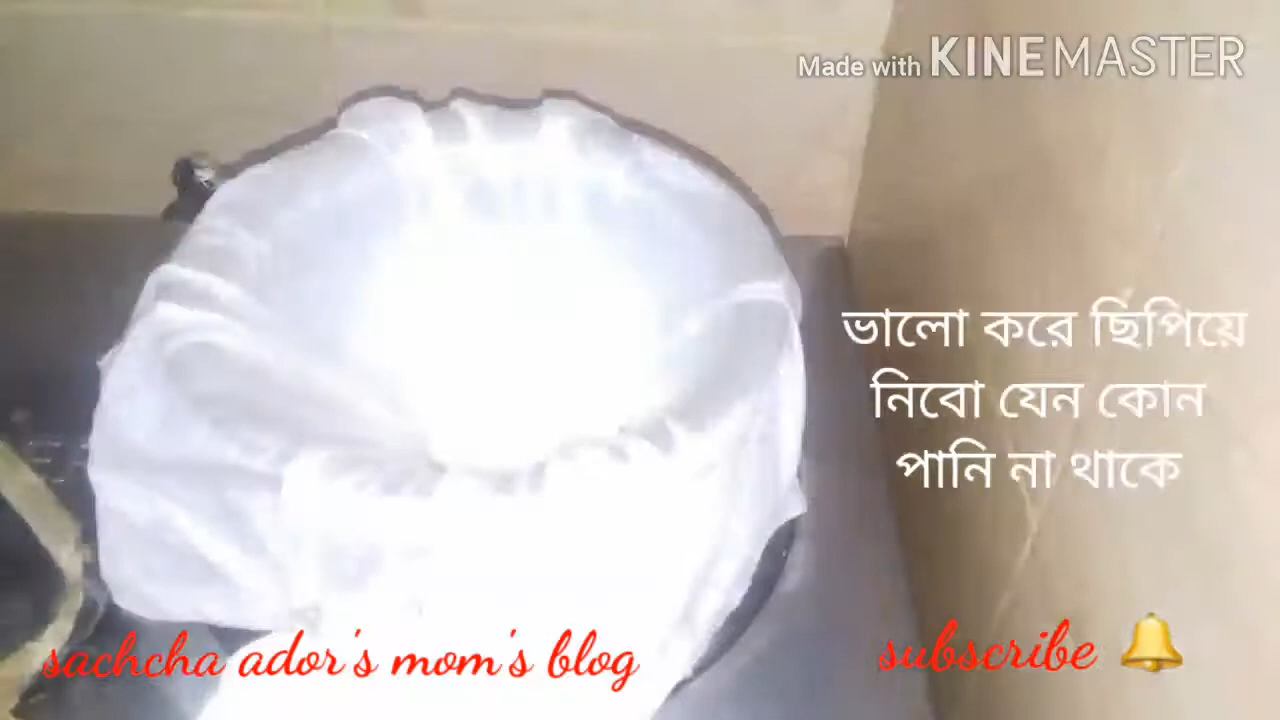 Made with KINEMASTER
ভালো করে ছিপিয়ে
নিবো যেন কোন
পানি না থাকে
sachcha ador's mom's blog
subscribe 🔔